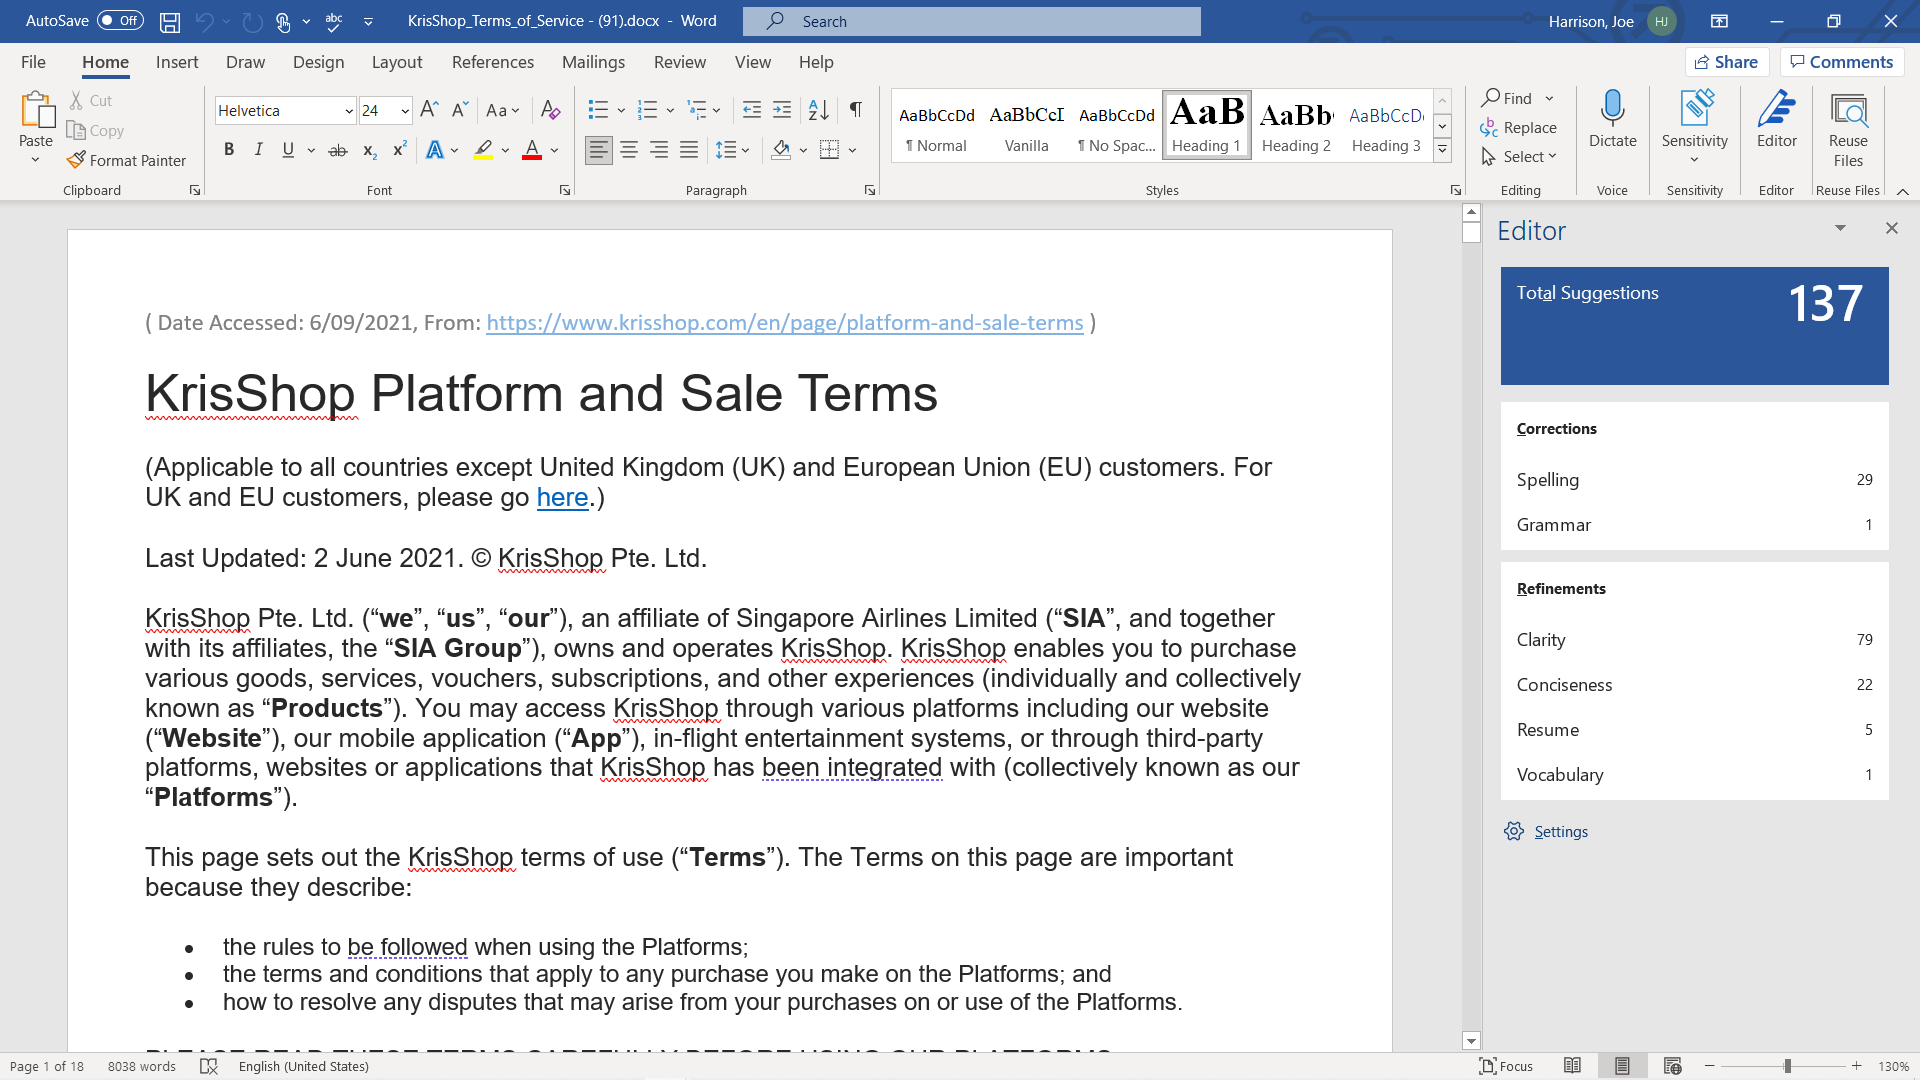 AutoSave Off abc KrisShop_Terms_of_Service - (91).docx - Word Search Harrison, Joe HJ
File Home Insert Draw Design Layout References Mailings Review View Help Share Comments
Paste Cut Copy Format Painter Clipboard
Helvetica 24 Aa B I U ab x2 x2 A A Font
Paragraph
AaBbCcDd ¶ Normal
AaBbCcI Vanilla
AaBbCcDd ¶ No Spac...
AaB Heading 1
AaBb Heading 2
AaBbCcD Heading 3
Styles
Find
Replace
Select
Editing
Dictate Voice
Sensitivity Sensitivity
Editor Editor
Reuse Files Reuse Files
( Date Accessed: 6/09/2021, From: https://www.krisshop.com/en/page/platform-and-sale-terms )
KrisShop Platform and Sale Terms
(Applicable to all countries except United Kingdom (UK) and European Union (EU) customers. For
UK and EU customers, please go here.)
Last Updated: 2 June 2021. © KrisShop Pte. Ltd.
KrisShop Pte. Ltd. (“we”, “us”, “our”), an affiliate of Singapore Airlines Limited (“SIA”, and together
with its affiliates, the “SIA Group”), owns and operates KrisShop. KrisShop enables you to purchase
various goods, services, vouchers, subscriptions, and other experiences (individually and collectively
known as “Products”). You may access KrisShop through various platforms including our website
(“Website”), our mobile application (“App”), in-flight entertainment systems, or through third-party
platforms, websites or applications that KrisShop has been integrated with (collectively known as our
“Platforms”).
This page sets out the KrisShop terms of use (“Terms”). The Terms on this page are important
because they describe:
• the rules to be followed when using the Platforms;
• the terms and conditions that apply to any purchase you make on the Platforms; and
• how to resolve any disputes that may arise from your purchases on or use of the Platforms.
PLEASE READ THESE TERMS CAREFULLY BEFORE USING OUR PLATFORMS
Editor
Total Suggestions 137
Corrections
Spelling 29
Grammar 1
Refinements
Clarity 79
Conciseness 22
Resume 5
Vocabulary 1
Settings
Page 1 of 18 8038 words English (United States) Focus 130%